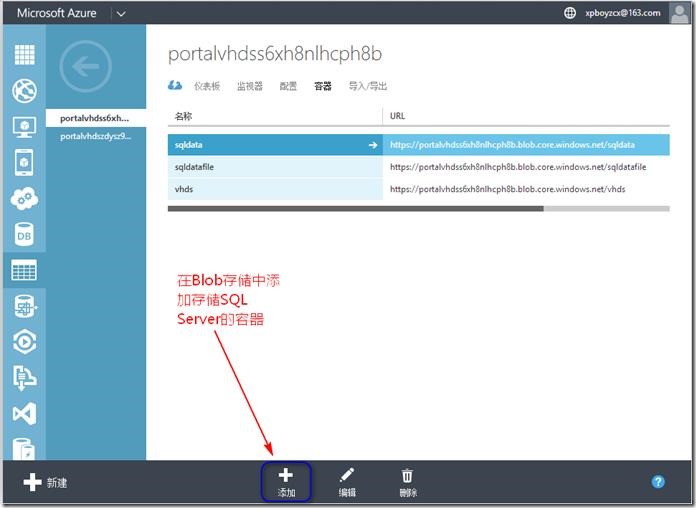 Microsoft Azure
xpboyzcx@163.com
portalvhdss6xh8nlhcph8b
仪表板 监视器 配置 容器 导入/导出
portalvhdss6xh...
portalvhdszdysz9...
名称 URL
sqldata https://portalvhdss6xh8nlhcph8b.blob.core.windows.net/sqldata
sqldatafile https://portalvhdss6xh8nlhcph8b.blob.core.windows.net/sqldatafile
vhds https://portalvhdss6xh8nlhcph8b.blob.core.windows.net/vhds
DB
在Blob存储中添
加存储SQL
Server的容器
新建 添加 编辑 删除 ?